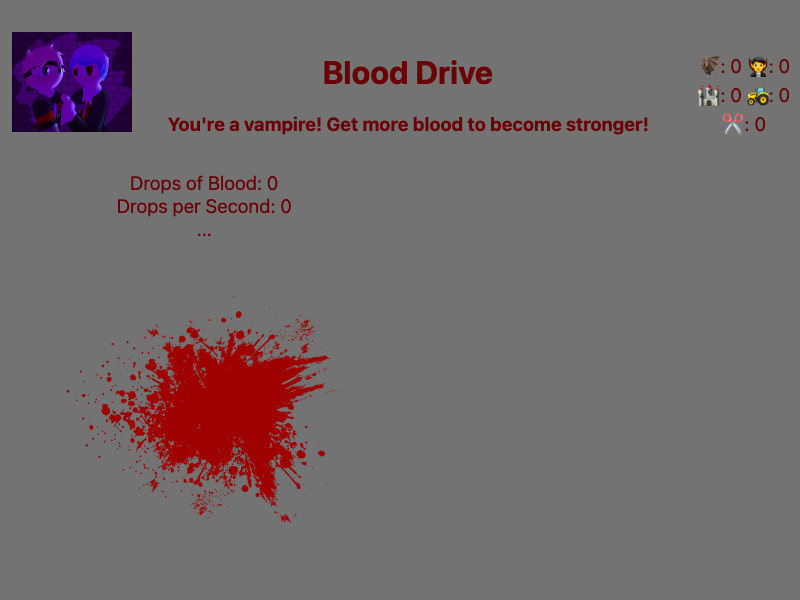 Blood Drive
You're a vampire! Get more blood to become stronger!
🦇: 0 🧛: 0
🏰: 0 🚜: 0
✂️: 0
Drops of Blood: 0
Drops per Second: 0
...